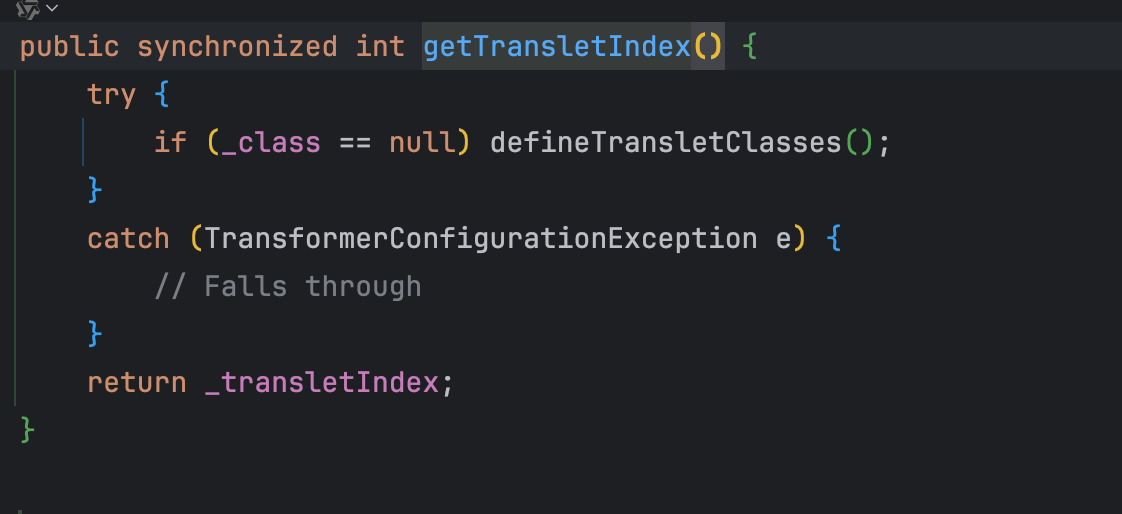 public synchronized int getTransletIndex() {
    try {
        if (_class == null) defineTransletClasses();
    }
    catch (TransformerConfigurationException e) {
        // Falls through
    }
    return _transletIndex;
}